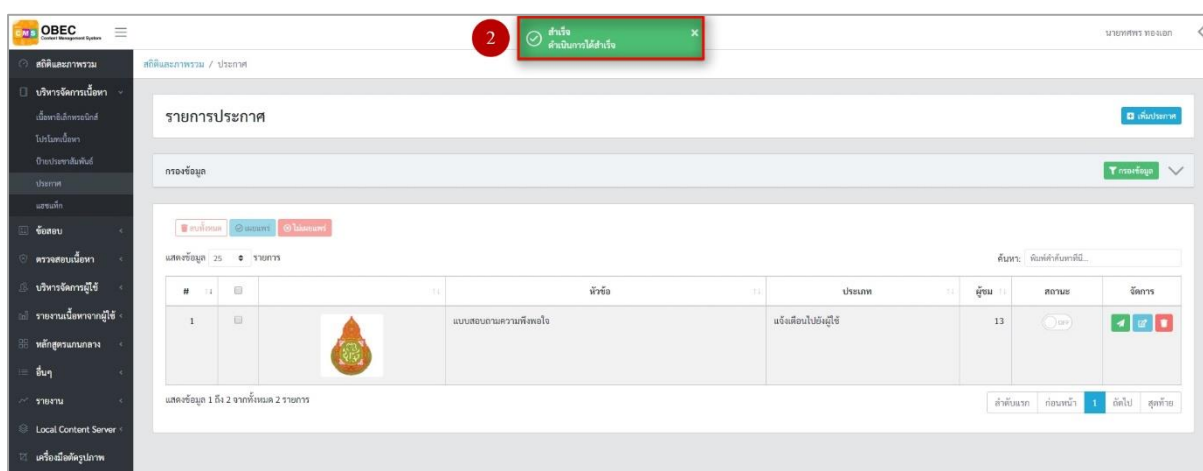 CMS OBEC
Content Management System
2
สำเร็จ
ดำเนินการได้สำเร็จ
×
นายทศพร ทองเอก
สถิติและภาพรวม
บริหารจัดการเนื้อหา
เนื้อหาอิเล็กทรอนิกส์
โปรโมทเนื้อหา
ป้ายประชาสัมพันธ์
ประกาศ
แฮชแท็ก
ข้อสอบ
ตรวจสอบเนื้อหา
บริหารจัดการผู้ใช้
รายงานเนื้อหาจากผู้ใช้
หลักสูตรแกนกลาง
อื่นๆ
รายงาน
Local Content Server
เครื่องมือตัดรูปภาพ
สถิติและภาพรวม / ประกาศ
รายการประกาศ
เพิ่มประกาศ
กรองข้อมูล
กรองข้อมูล
ลบทั้งหมด เผยแพร่ ไม่เผยแพร่
แสดงข้อมูล 25 รายการ
ค้นหา: พิมพ์คำค้นหาที่นี่...
# หัวข้อ ประเภท ผู้ชม สถานะ จัดการ
1 แบบสอบถามความพึงพอใจ แจ้งเตือนไปยังผู้ใช้ 13 OFF
แสดงข้อมูล 1 ถึง 2 จากทั้งหมด 2 รายการ
ลำดับแรก ก่อนหน้า 1 ถัดไป สุดท้าย